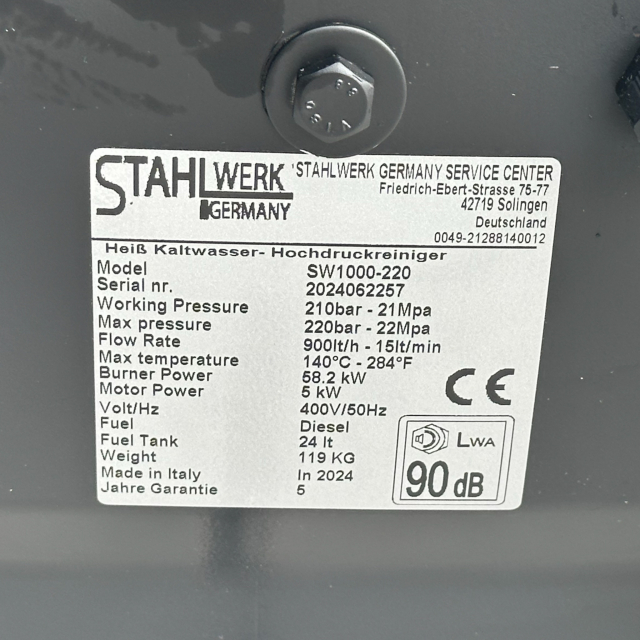 STAHLWERK
GERMANY
'STAHLWERK GERMANY SERVICE CENTER
Friedrich-Ebert-Strasse 75-77
42719 Solingen
Deutschland
0049-21288140012
Heiß Kaltwasser- Hochdruckreiniger
Model SW1000-220
Serial nr. 2024062257
Working Pressure 210bar - 21Mpa
Max pressure 220bar - 22Mpa
Flow Rate 900lt/h - 15lt/min
Max temperature 140°C - 284°F
Burner Power 58.2 kW
Motor Power 5 kW
Volt/Hz 400V/50Hz
Fuel Diesel
Fuel Tank 24 lt
Weight 119 KG
Made in Italy In 2024
Jahre Garantie 5
CE
LWA
90 dB
8.8